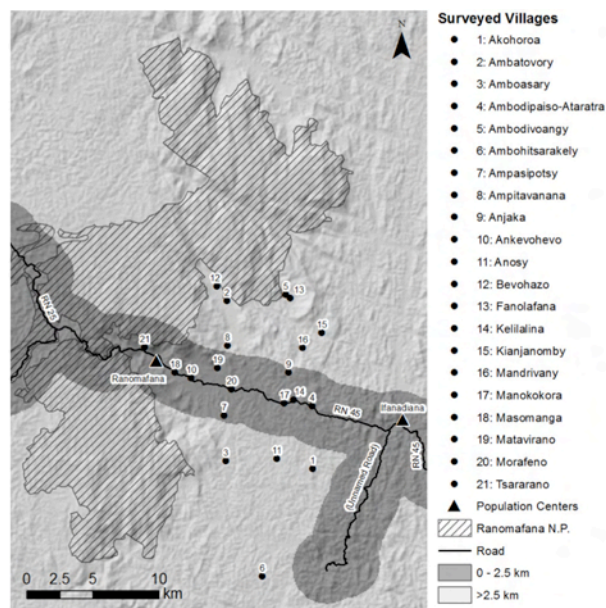 N
12
2
5
13
15
16
8
21
19
9
Ranomafana
18
10
20
17
14
4
7
3
11
1
6
RN 25
RN 45
Ifanadiana
RN 45
(Unnamed Road)
0 2.5 5 10
km
Surveyed Villages
1: Akohoroa
2: Ambatovory
3: Amboasary
4: Ambodipaiso-Ataratra
5: Ambodivoangy
6: Ambohitsarakely
7: Ampasipotsy
8: Ampitavanana
9: Anjaka
10: Ankevohevo
11: Anosy
12: Bevohazo
13: Fanolafana
14: Kelilalina
15: Kianjanomby
16: Mandrivany
17: Manokokora
18: Masomanga
19: Matavirano
20: Morafeno
21: Tsararano
Population Centers
Ranomafana N.P.
Road
0 - 2.5 km
>2.5 km